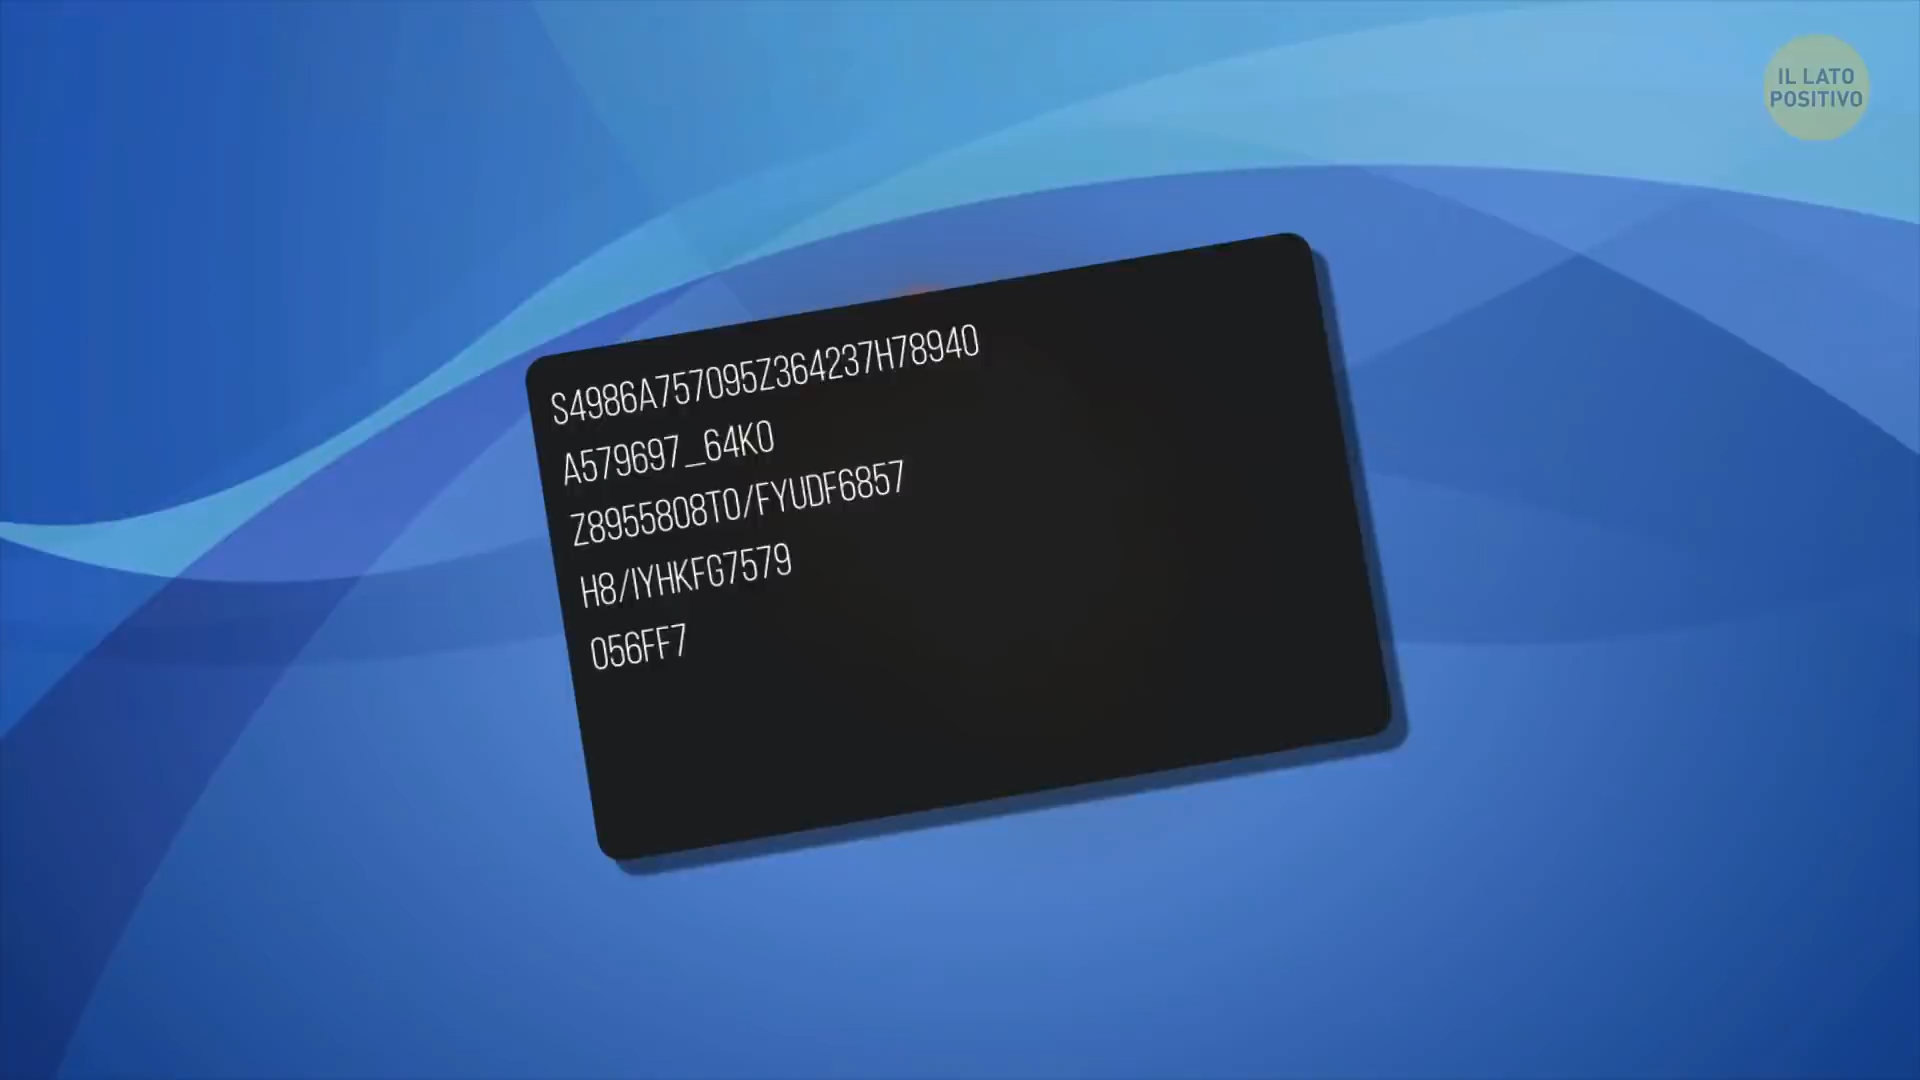 IL LATO
POSITIVO
S4986A757095Z364237H78940
A579697_64K0
Z8955808T0/FYUDF6857
H8/IYHKFG7579
056FF7